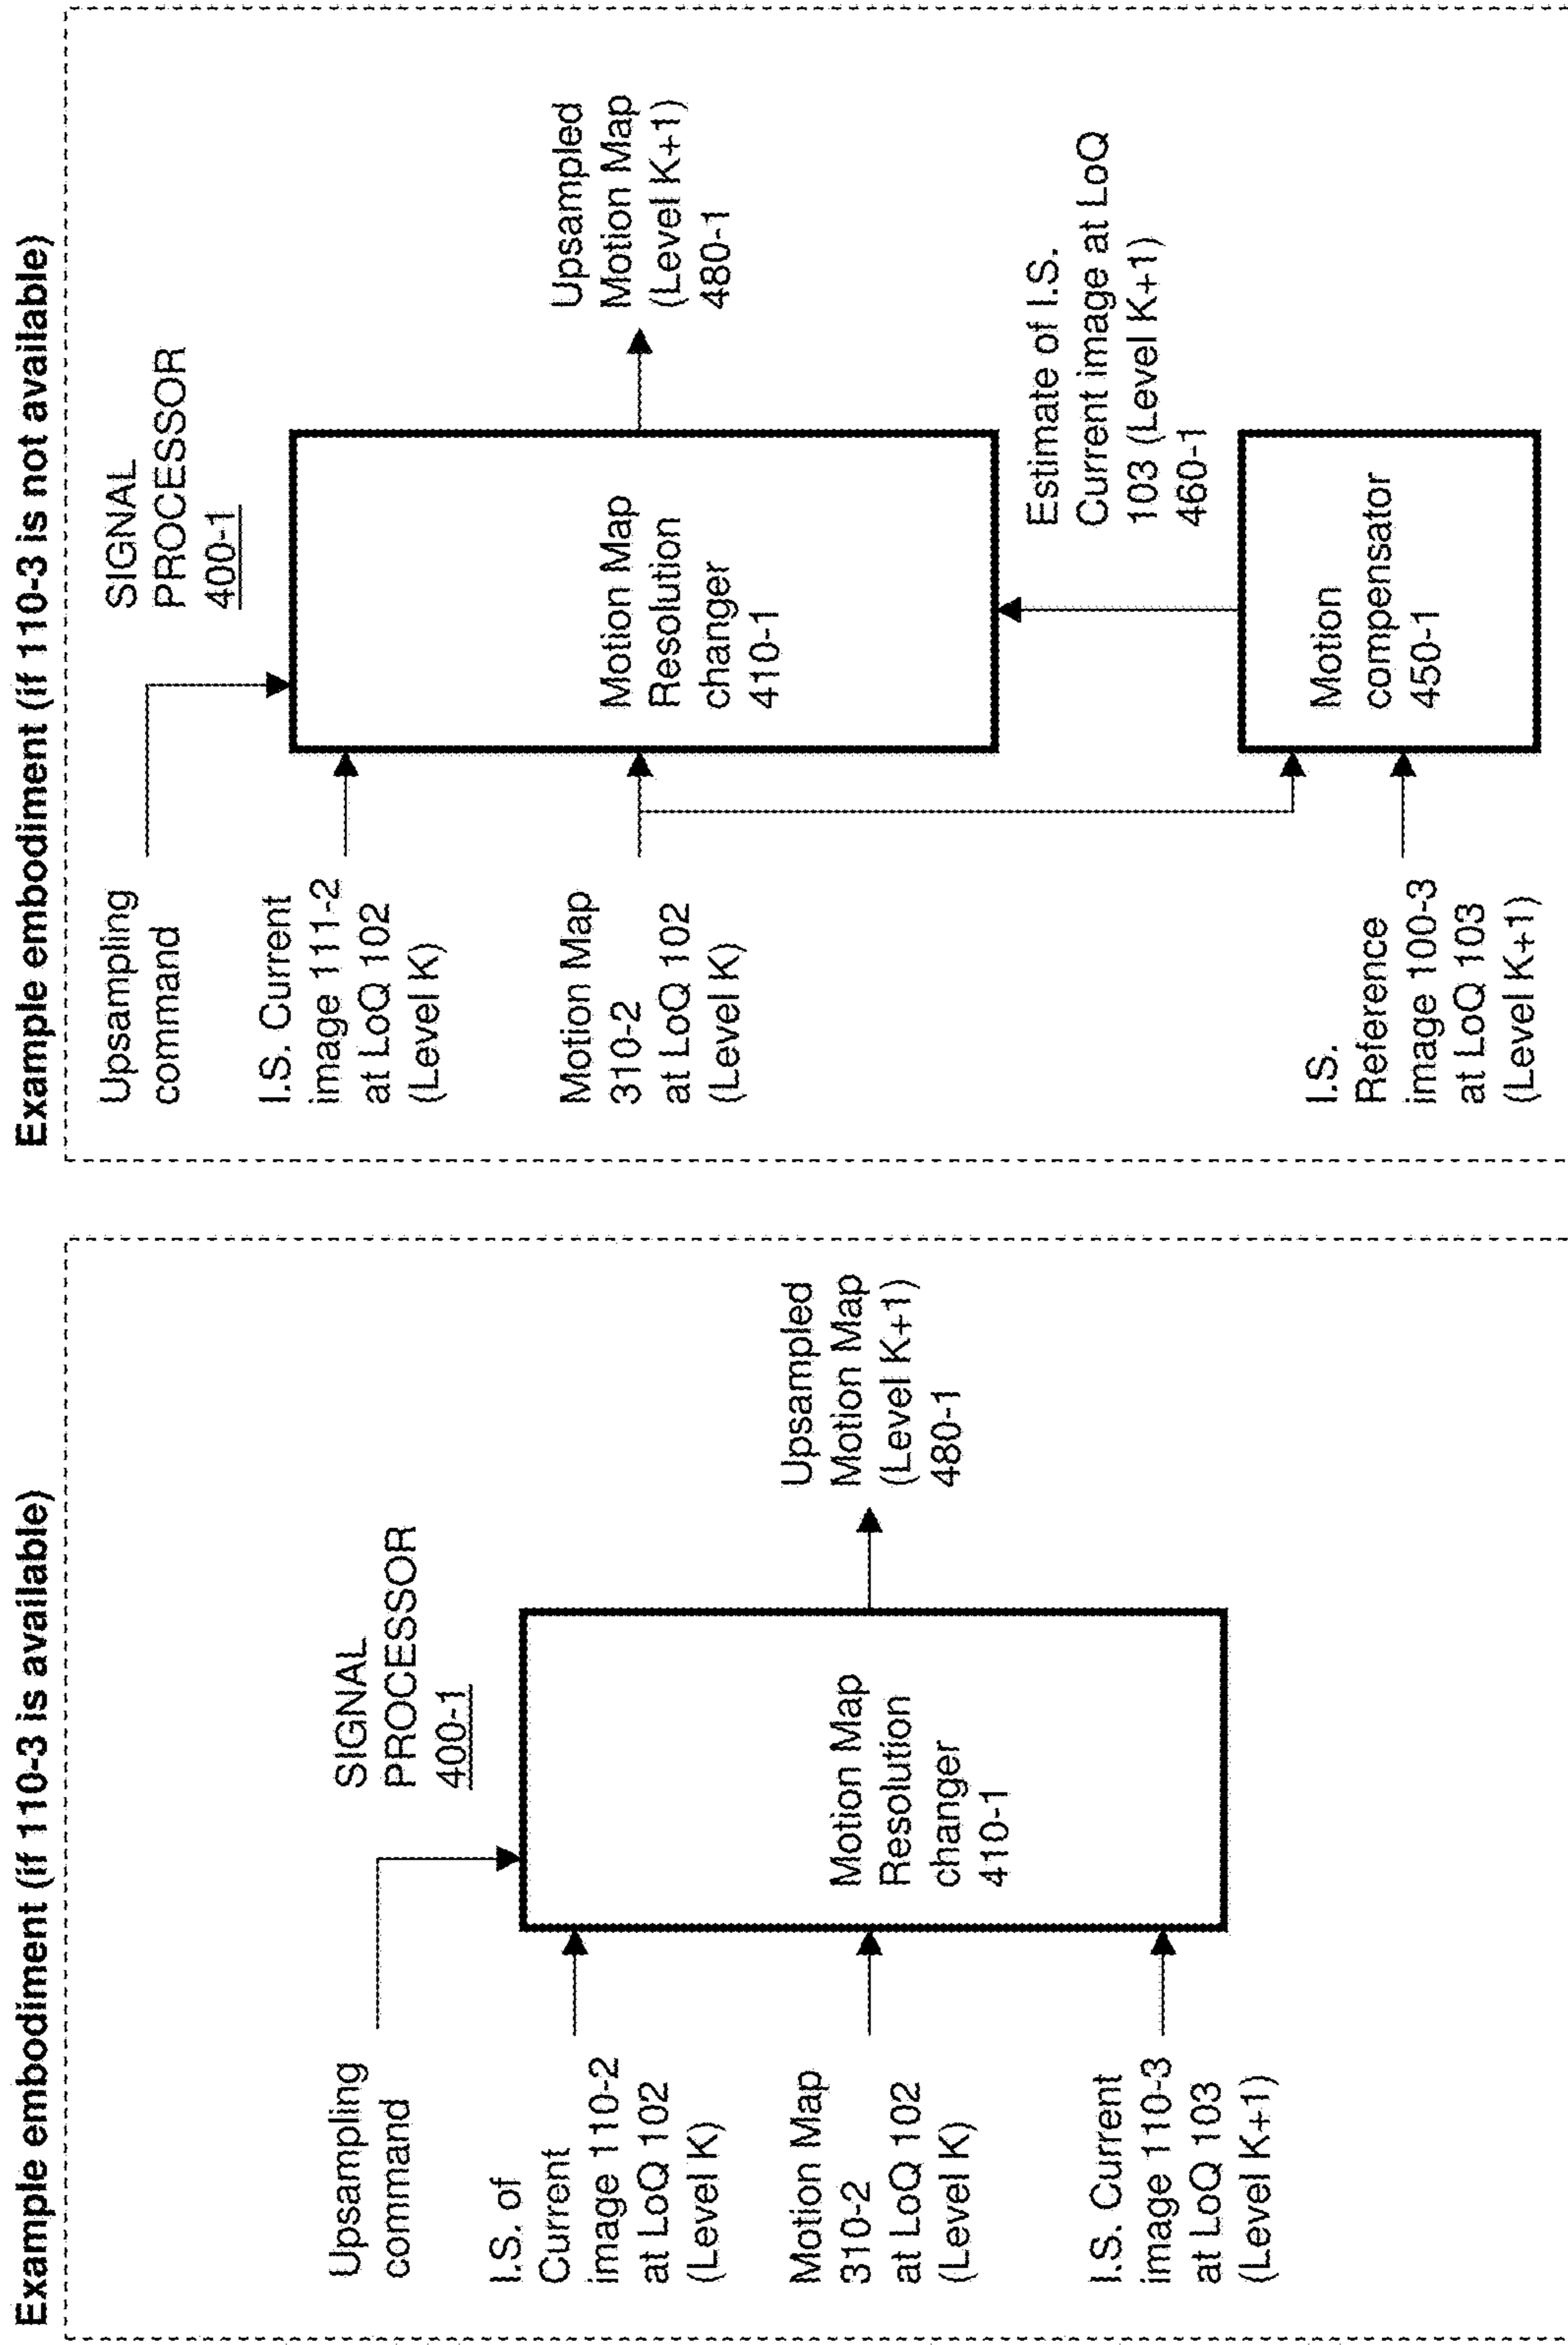 Example embodiment (if 110-3 is available)
SIGNAL
PROCESSOR
400-1
Upsampling
command
I.S. of
Current
image 110-2
at LoQ 102
(Level K)
Motion Map
310-2
at LoQ 102
(Level K)
I.S. Current
image 110-3
at LoQ 103
(Level K+1)
Motion Map
Resolution
changer
410-1
Upsampled
Motion Map
(Level K+1)
480-1
Example embodiment (if 110-3 is not available)
SIGNAL
PROCESSOR
400-1
Upsampling
command
I.S. Current
image 111-2
at LoQ 102
(Level K)
Motion Map
310-2
at LoQ 102
(Level K)
I.S.
Reference
image 100-3
at LoQ 103
(Level K+1)
Motion Map
Resolution
changer
410-1
Upsampled
Motion Map
(Level K+1)
480-1
Estimate of I.S.
Current image at LoQ
103 (Level K+1)
460-1
Motion
compensator
450-1